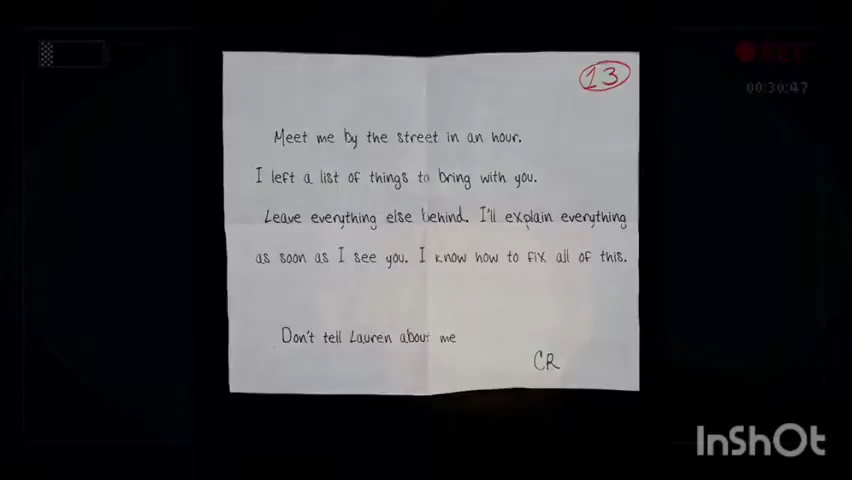 REC
00:30:47
13
Meet me by the street in an hour.
I left a list of things to bring with you.
Leave everything else behind. I'll explain everything
as soon as I see you. I know how to fix all of this.
Don't tell Lauren about me
CR
InShOt